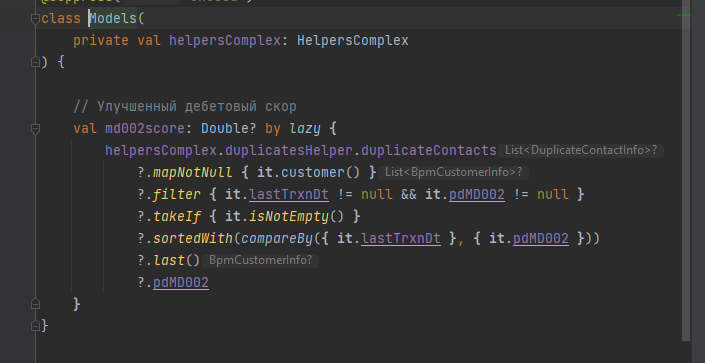 class Models(
    private val helpersComplex: HelpersComplex
) {
    // Улучшенный дебетовый скор
    val md002score: Double? by lazy {
        helpersComplex.duplicatesHelper.duplicateContacts List<DuplicateContactInfo>?
            ?.mapNotNull { it.customer() } List<BpmCustomerInfo>?
            ?.filter { it.lastTrxnDt != null && it.pdMD002 != null }
            ?.takeIf { it.isNotEmpty() }
            ?.sortedWith(compareBy({ it.lastTrxnDt }, { it.pdMD002 }))
            ?.last() BpmCustomerInfo?
            ?.pdMD002
    }
}